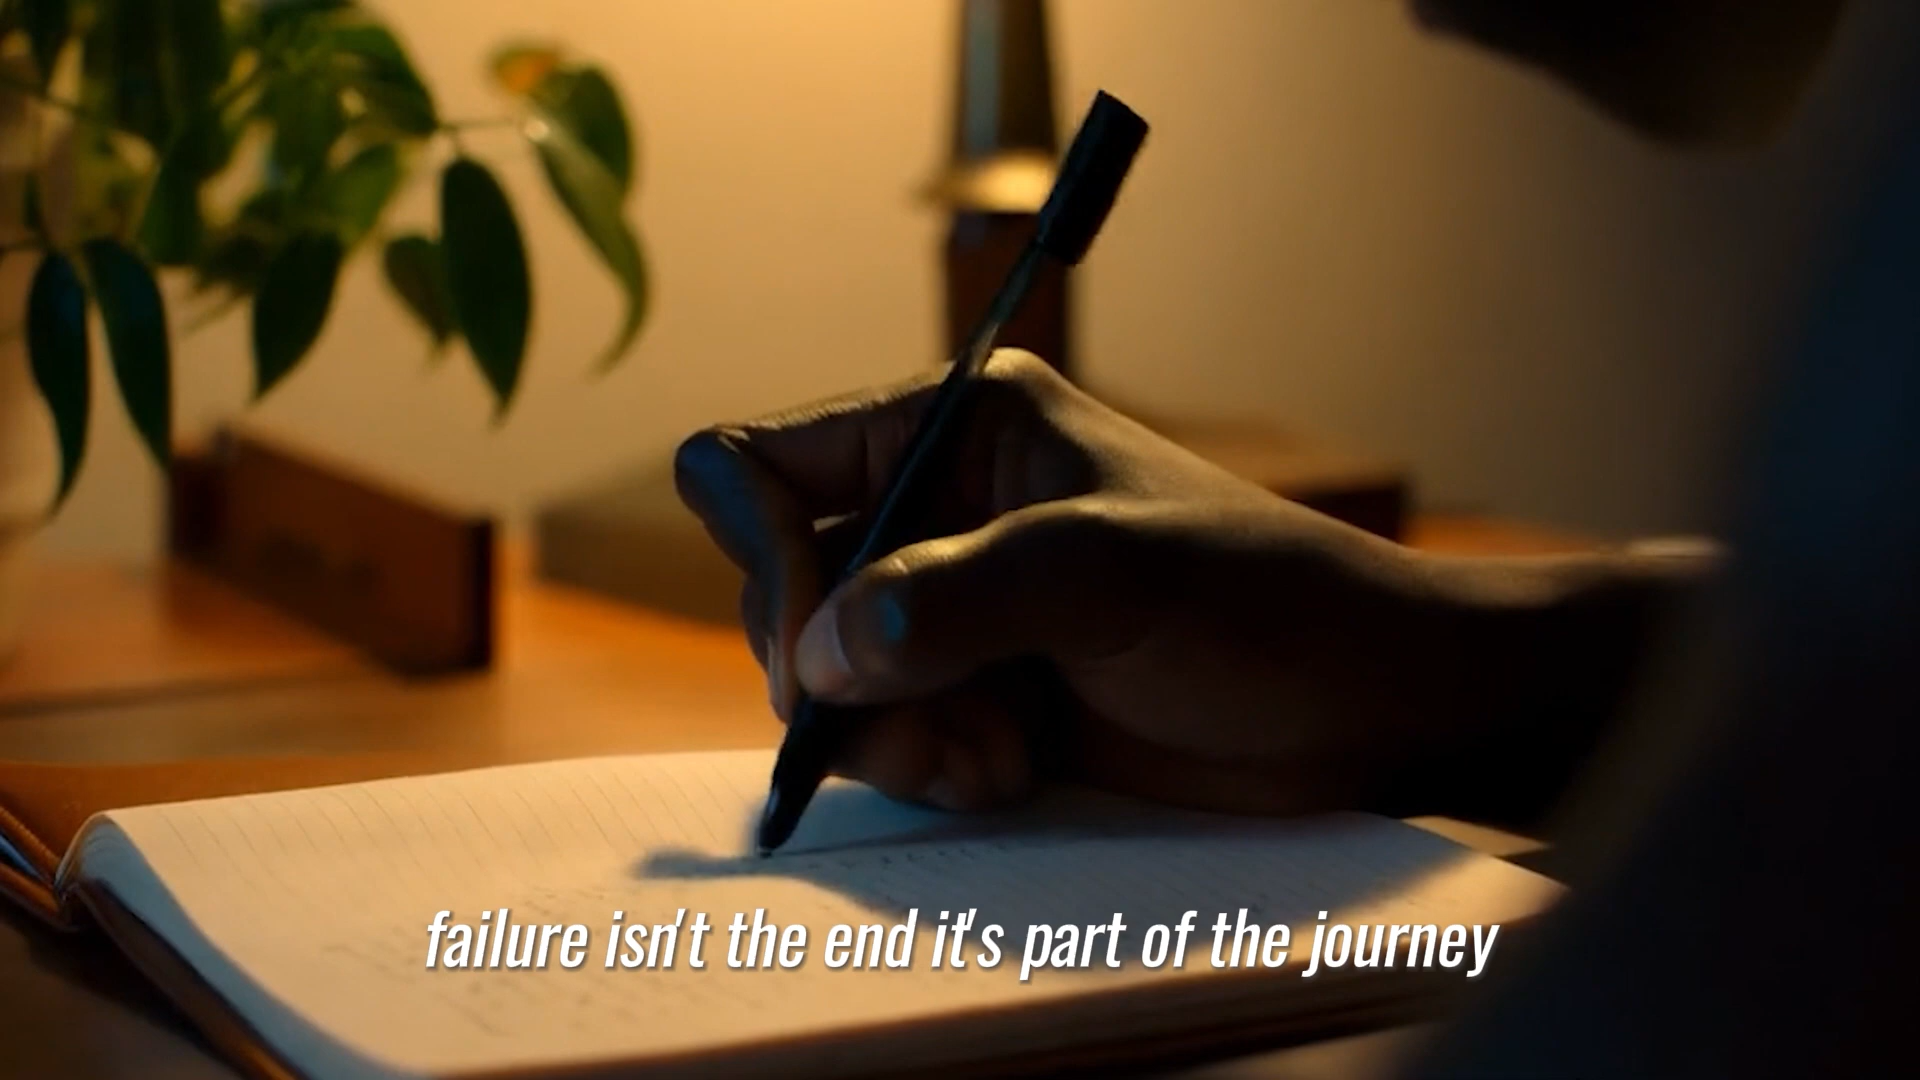 failure isn't the end it's part of the journey